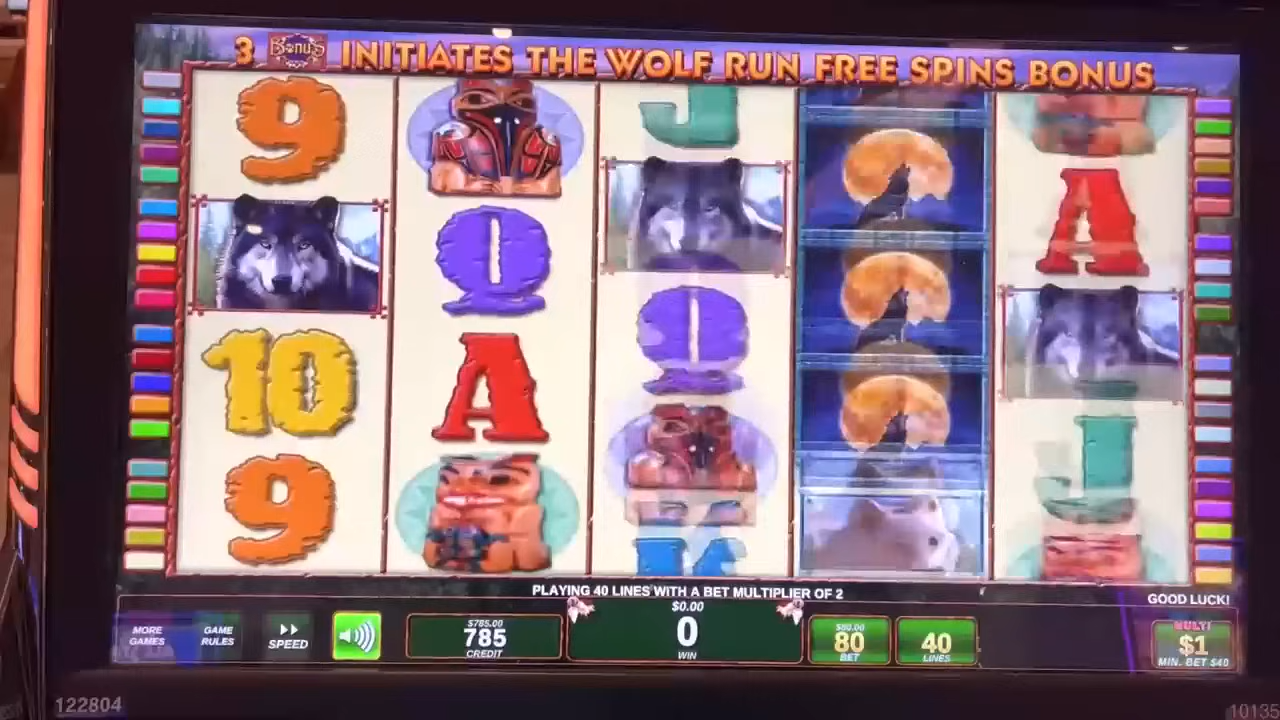 3 BONUS INITIATES THE WOLF RUN FREE SPINS BONUS
9 J
Q A
10 A Q
9 J
K
PLAYING 40 LINES WITH A BET MULTIPLIER OF 2
GOOD LUCK!
MORE GAMES
GAME RULES
SPEED
$785.00
785
CREDIT
$0.00
0
WIN
$80.00
80
BET
40
LINES
MULTI
$1
MIN. BET $40
122804
10135